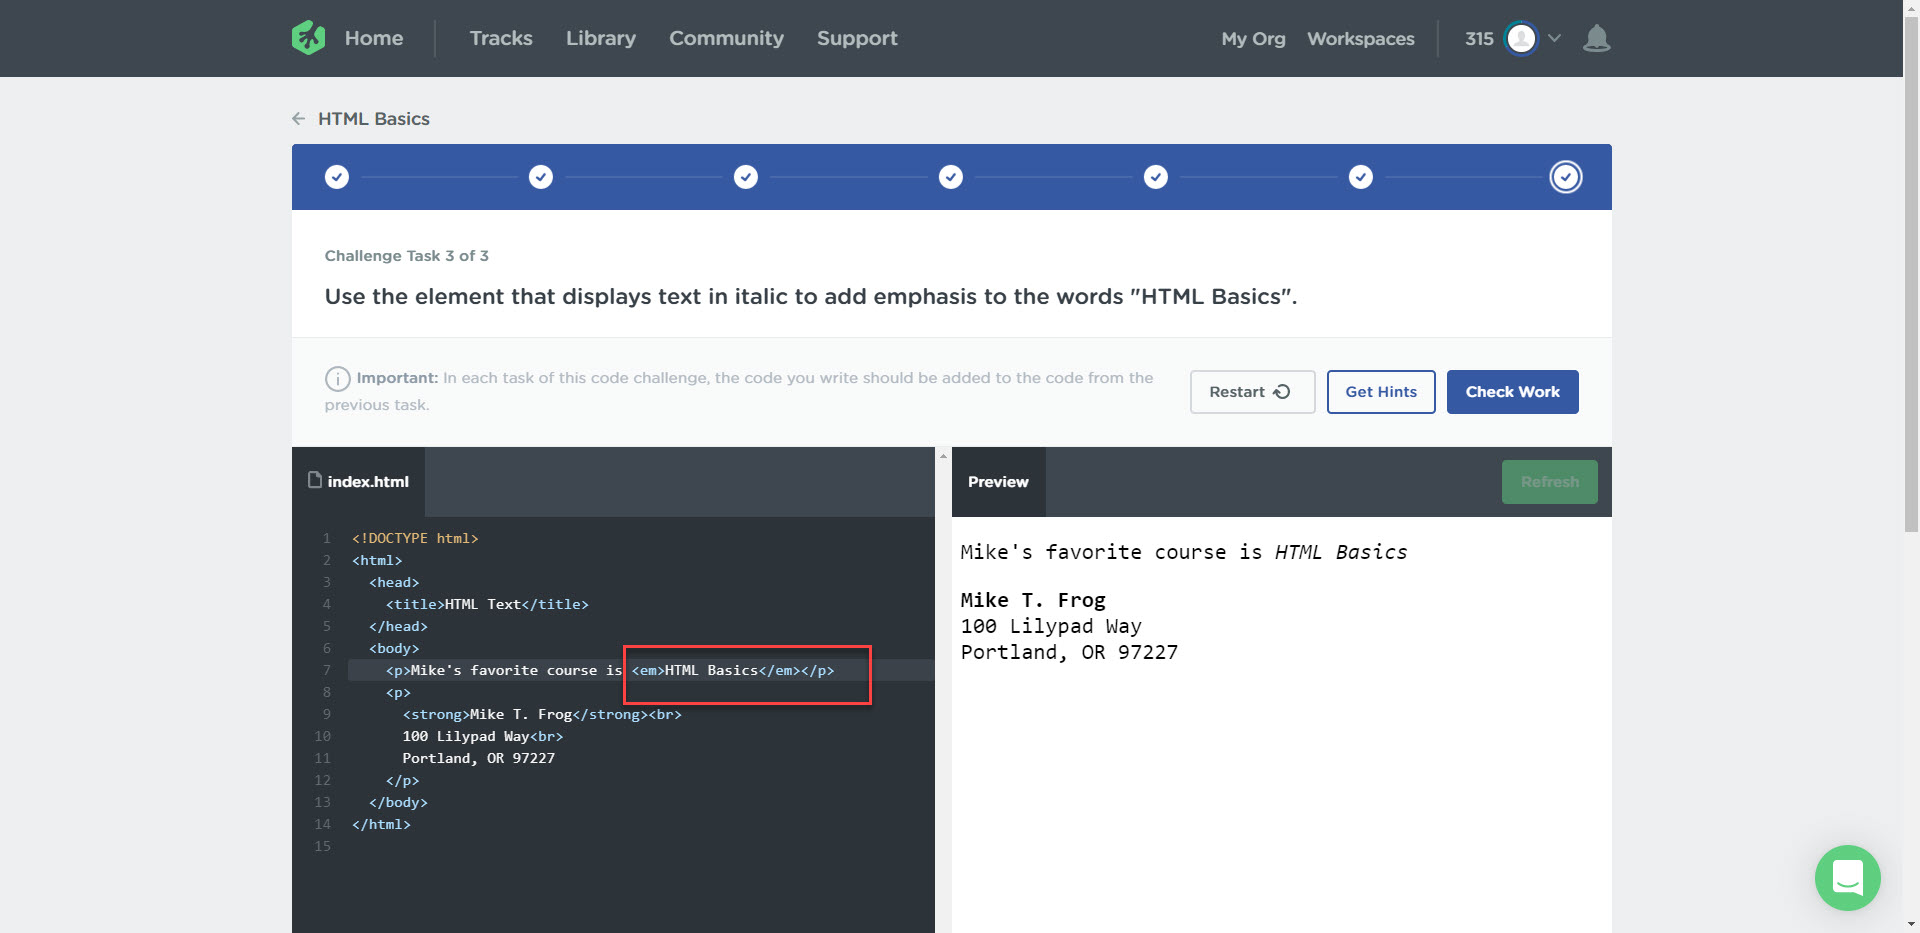 Home Tracks Library Community Support My Org Workspaces 315
HTML Basics
Challenge Task 3 of 3
Use the element that displays text in italic to add emphasis to the words "HTML Basics".
Important: In each task of this code challenge, the code you write should be added to the code from the
previous task.
Restart Get Hints Check Work
index.html
1 <!DOCTYPE html>
2 <html>
3 <head>
4 <title>HTML Text</title>
5 </head>
6 <body>
7 <p>Mike's favorite course is <em>HTML Basics</em></p>
8 <p>
9 <strong>Mike T. Frog</strong><br>
10 100 Lilypad Way<br>
11 Portland, OR 97227
12 </p>
13 </body>
14 </html>
15
Preview Refresh
Mike's favorite course is HTML Basics
Mike T. Frog
100 Lilypad Way
Portland, OR 97227